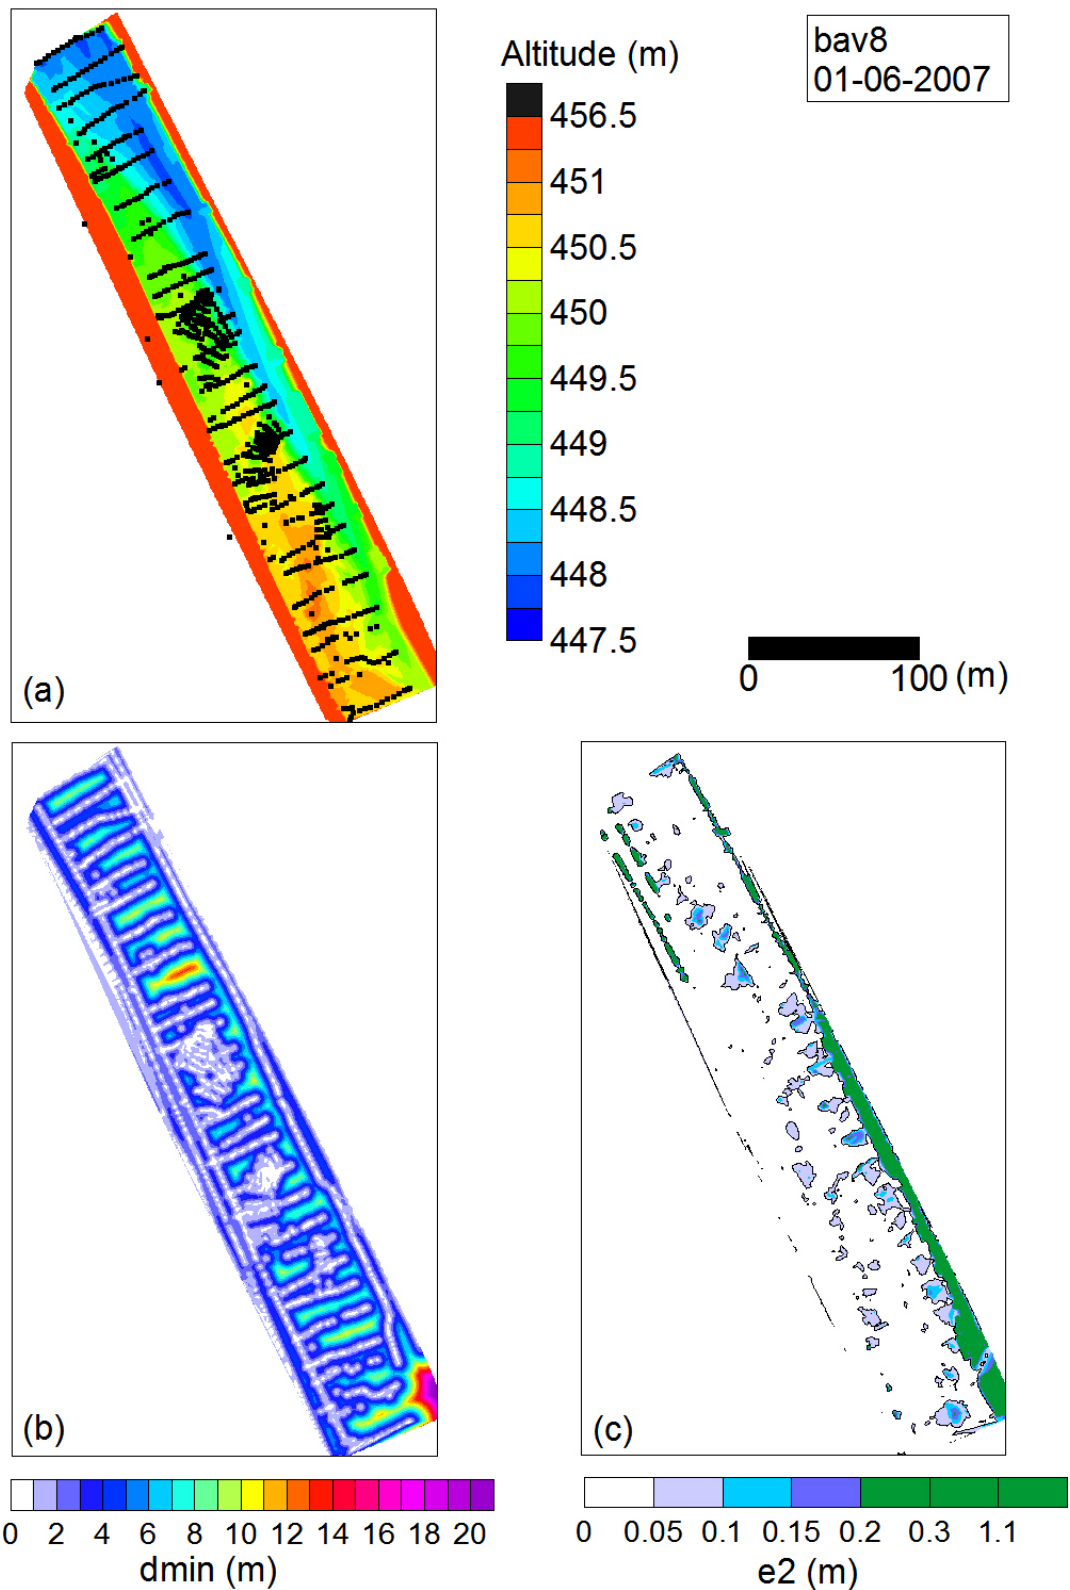 Altitude (m)
bav8
01-06-2007
456.5
451
450.5
450
449.5
449
448.5
448
447.5
0 100 (m)
(a)
(b)
(c)
0 2 4 6 8 10 12 14 16 18 20
dmin (m)
0 0.05 0.1 0.15 0.2 0.3 1.1
e2 (m)